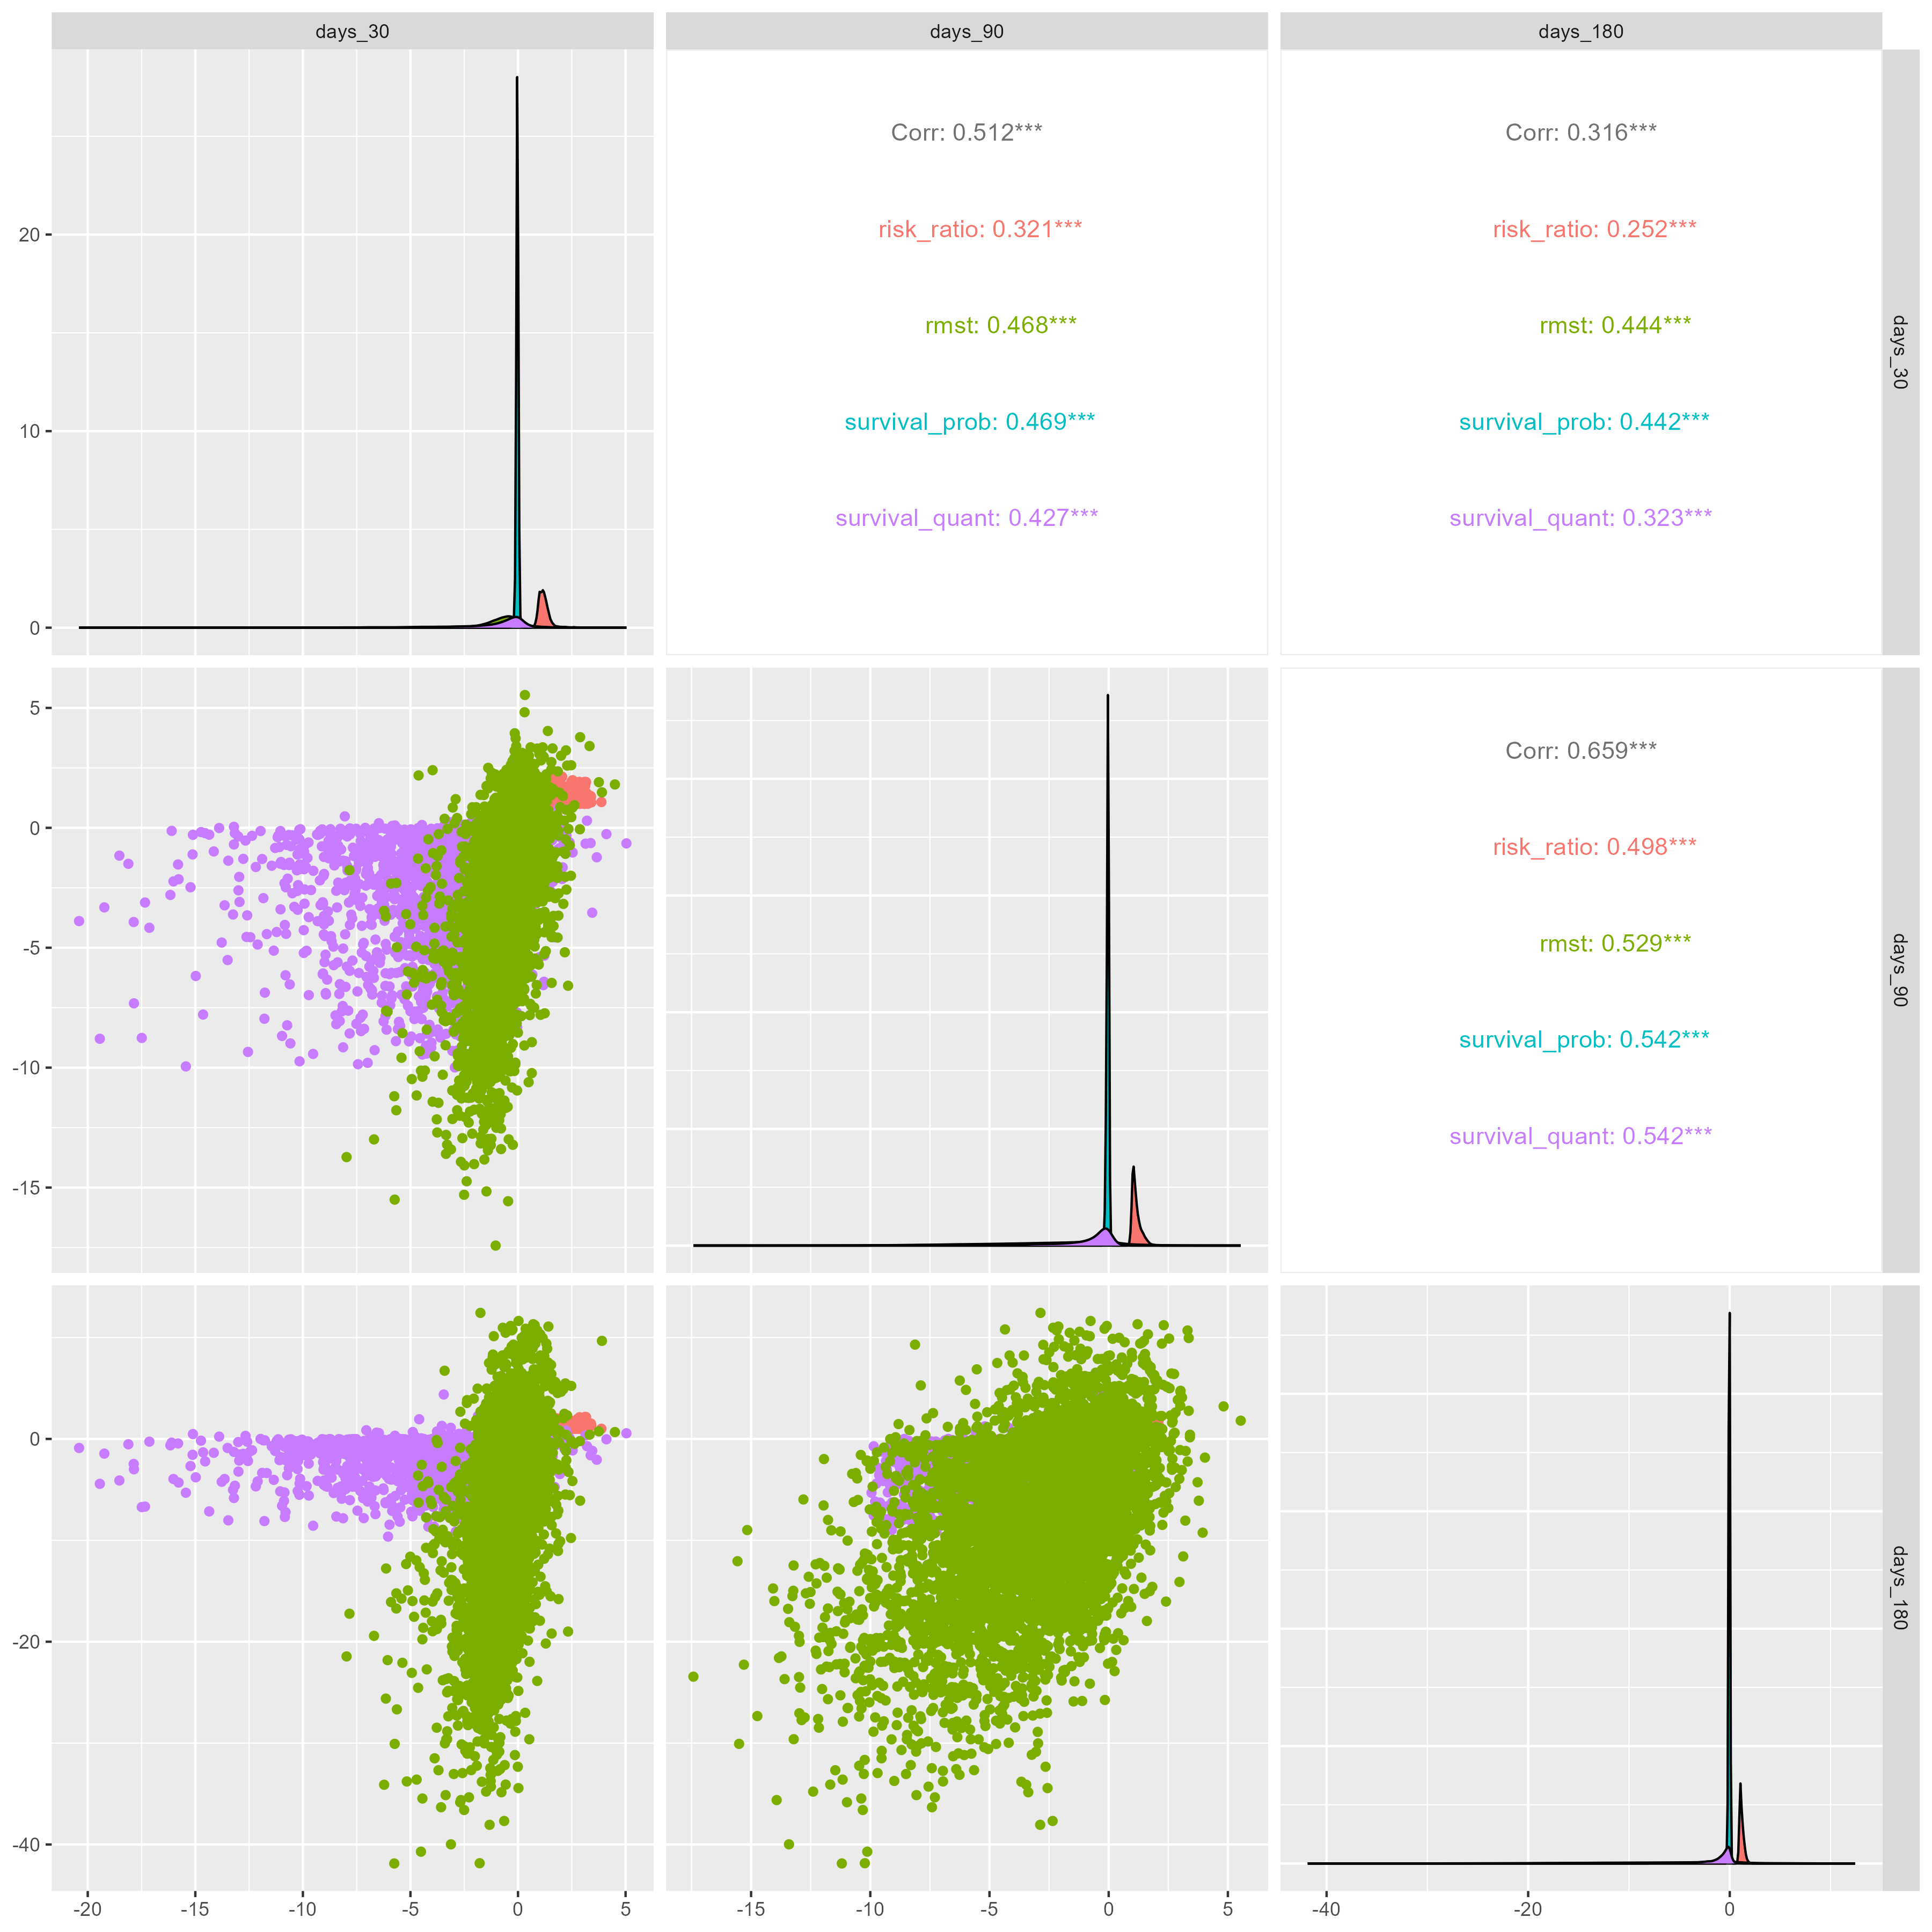 days_30
days_90
days_180
20
10
0
Corr: 0.512***
risk_ratio: 0.321***
rmst: 0.468***
survival_prob: 0.469***
survival_quant: 0.427***
Corr: 0.316***
risk_ratio: 0.252***
rmst: 0.444***
survival_prob: 0.442***
survival_quant: 0.323***
days_30
5
0
-5
-10
-15
Corr: 0.659***
risk_ratio: 0.498***
rmst: 0.529***
survival_prob: 0.542***
survival_quant: 0.542***
days_90
0
-20
-40
days_180
-20
-15
-10
-5
0
5
-15
-10
-5
0
5
-40
-20
0